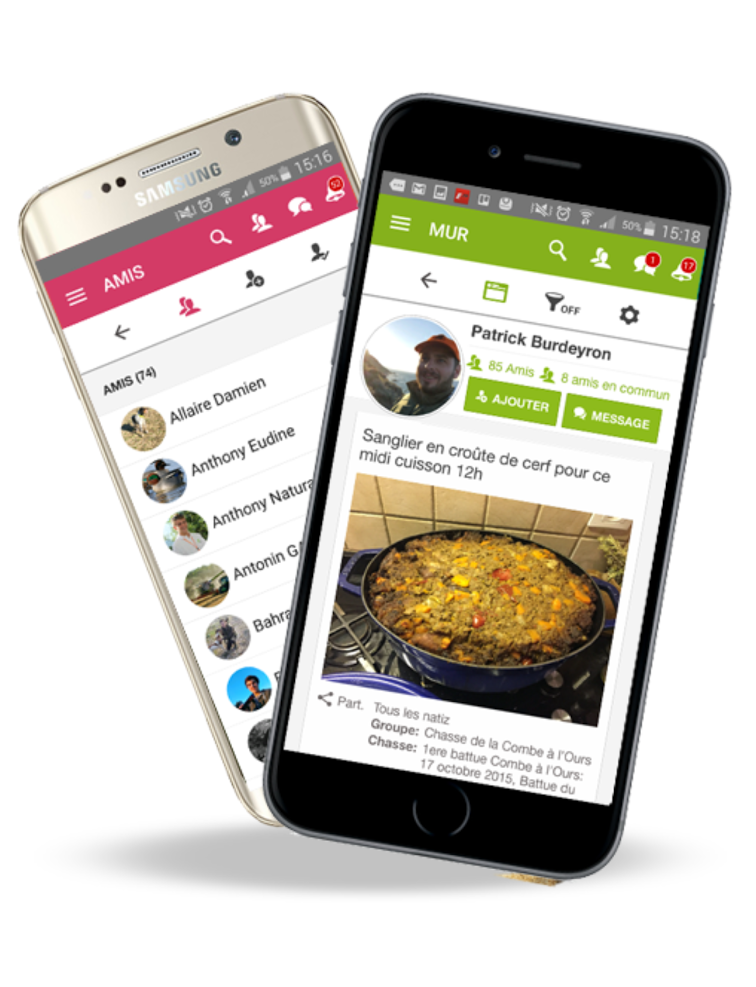 SAMSUNG
50% 15:16
AMIS
52
AMIS (74)
Allaire Damien
Anthony Eudine
Anthony Natura
Antonin GA
Bahra
50% 15:18
MUR
1
17
OFF
Patrick Burdeyron
85 Amis 8 amis en commun
AJOUTER
MESSAGE
Sanglier en croûte de cerf pour ce
midi cuisson 12h
Part. Tous les natiz
Groupe: Chasse de la Combe à l'Ours
Chasse: 1ere battue Combe à l'Ours:
17 octobre 2015, Battue du